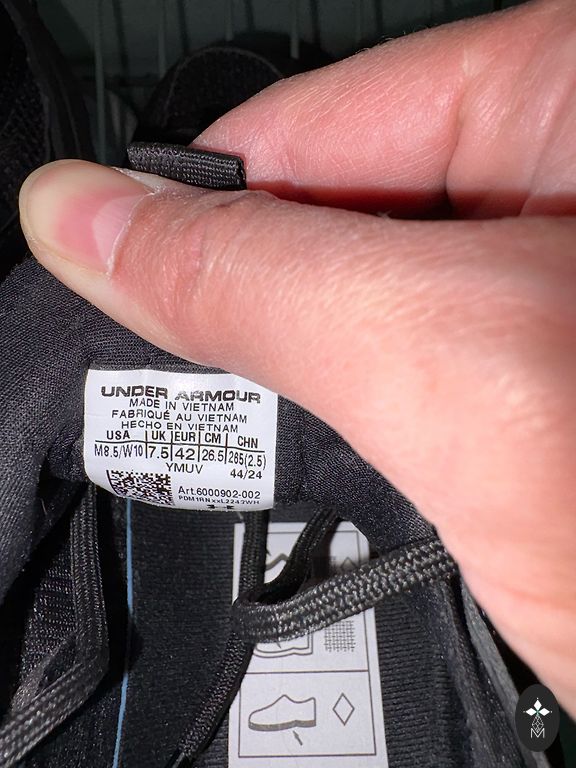 UNDER ARMOUR
MADE IN VIETNAM
FABRIQUÉ AU VIETNAM
HECHO EN VIETNAM
USA UK EUR CM CHN
M8.5/W10 7.5 42 26.5 285(2.5)
YMUV 44/24
Art.6000902-002
M